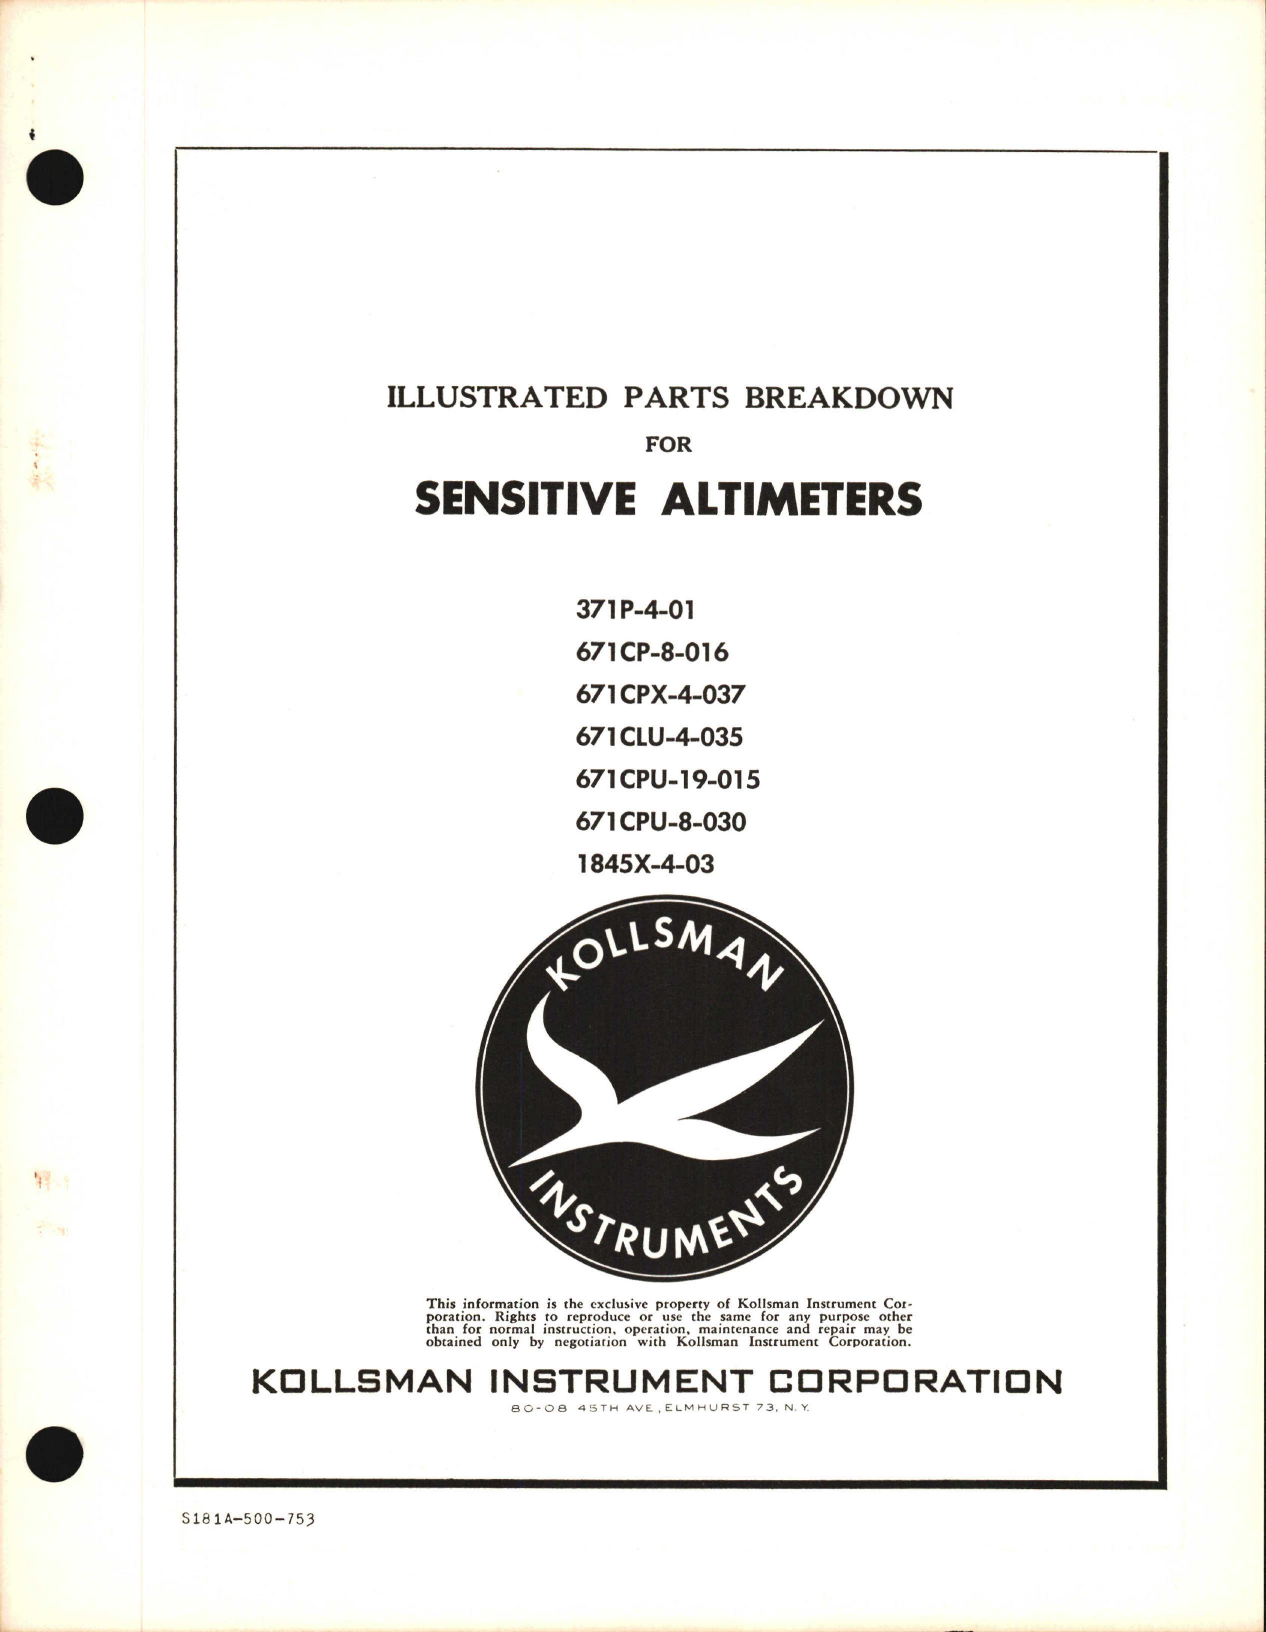 ILLUSTRATED PARTS BREAKDOWN
FOR
SENSITIVE ALTIMETERS
371P-4-01
671CP-8-016
671CPX-4-037
671CLU-4-035
671CPU-19-015
671CPU-8-030
1845X-4-03
KOLLSMAN
INSTRUMENTS
This information is the exclusive property of Kollsman Instrument Cor-
poration. Rights to reproduce or use the same for any purpose other
than for normal instruction, operation, maintenance and repair may be
obtained only by negotiation with Kollsman Instrument Corporation.
KOLLSMAN INSTRUMENT CORPORATION
80-08 45TH AVE., ELMHURST 73, N.Y.
S181A-500-753